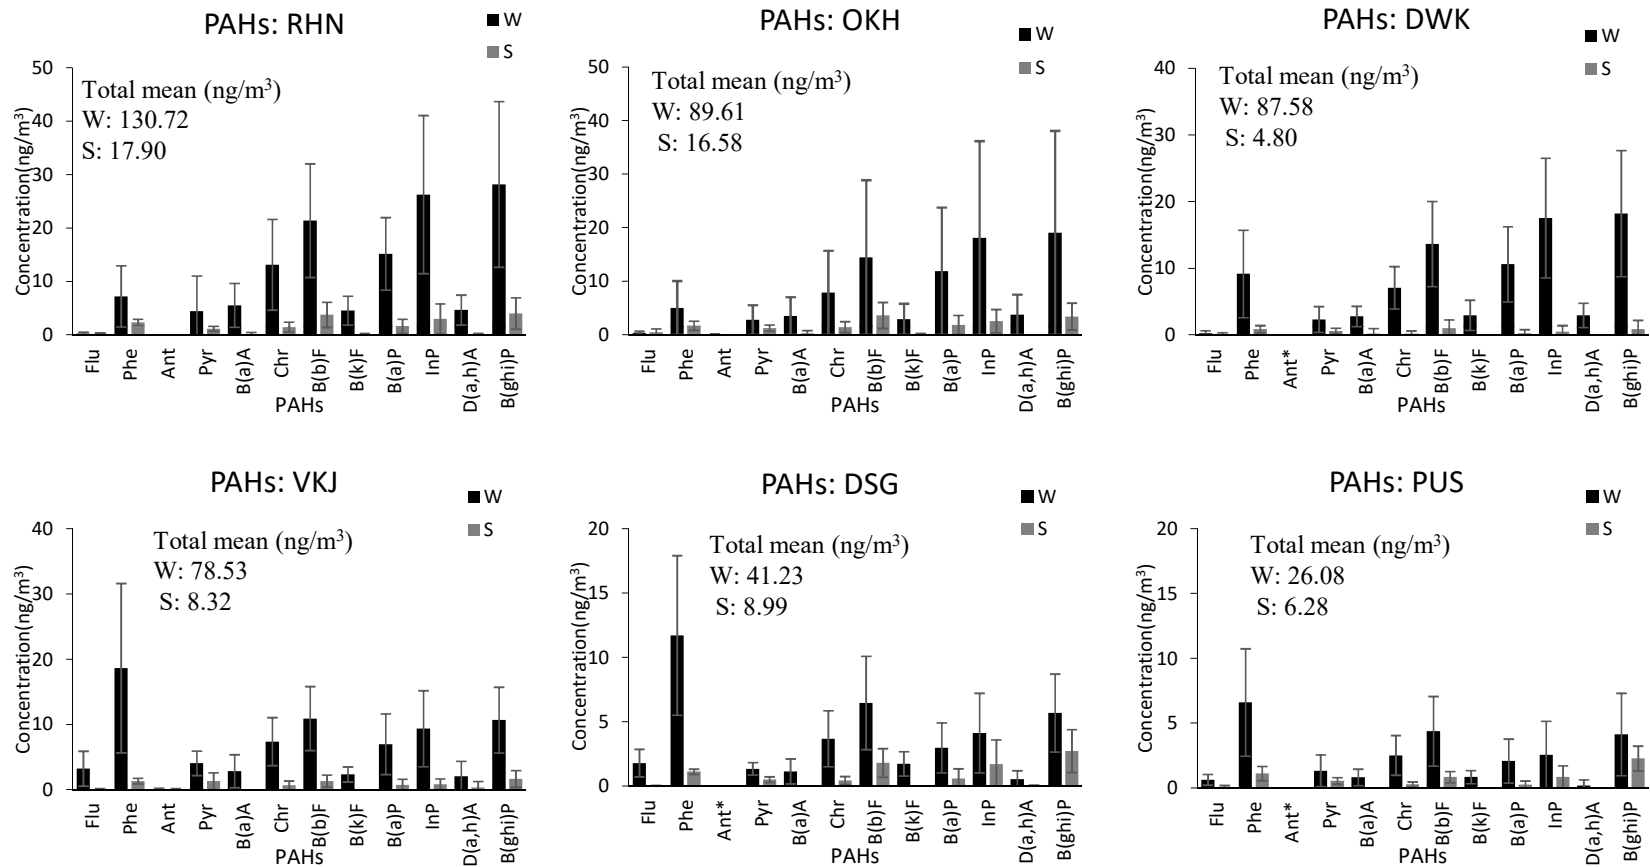 PAHs: RHN
W
S
Total mean (ng/m³)
W: 130.72
S: 17.90
Concentration(ng/m³)
50
40
30
20
10
0
Flu
Phe
Ant
Pyr
B(a)A
Chr
B(b)F
B(k)F
B(a)P
InP
D(a,h)A
B(ghi)P
PAHs
PAHs: OKH
W
S
Total mean (ng/m³)
W: 89.61
S: 16.58
Concentration(ng/m³)
50
40
30
20
10
0
Flu
Phe
Ant
Pyr
B(a)A
Chr
B(b)F
B(k)F
B(a)P
InP
D(a,h)A
B(ghi)P
PAHs
PAHs: DWK
W
S
Total mean (ng/m³)
W: 87.58
S: 4.80
Concentration(ng/m³)
40
30
20
10
0
Flu
Phe
Ant*
Pyr
B(a)A
Chr
B(b)F
B(k)F
B(a)P
InP
D(a,h)A
B(ghi)P
PAHs
PAHs: VKJ
W
S
Total mean (ng/m³)
W: 78.53
S: 8.32
Concentration(ng/m³)
40
30
20
10
0
Flu
Phe
Ant
Pyr
B(a)A
Chr
B(b)F
B(k)F
B(a)P
InP
D(a,h)A
B(ghi)P
PAHs
PAHs: DSG
W
S
Total mean (ng/m³)
W: 41.23
S: 8.99
Concentration(ng/m³)
20
15
10
5
0
Flu
Phe
Ant*
Pyr
B(a)A
Chr
B(b)F
B(k)F
B(a)P
InP
D(a,h)A
B(ghi)P
PAHs
PAHs: PUS
W
S
Total mean (ng/m³)
W: 26.08
S: 6.28
Concentration(ng/m³)
20
15
10
5
0
Flu
Phe
Ant*
Pyr
B(a)A
Chr
B(b)F
B(k)F
B(a)P
InP
D(a,h)A
B(ghi)P
PAHs